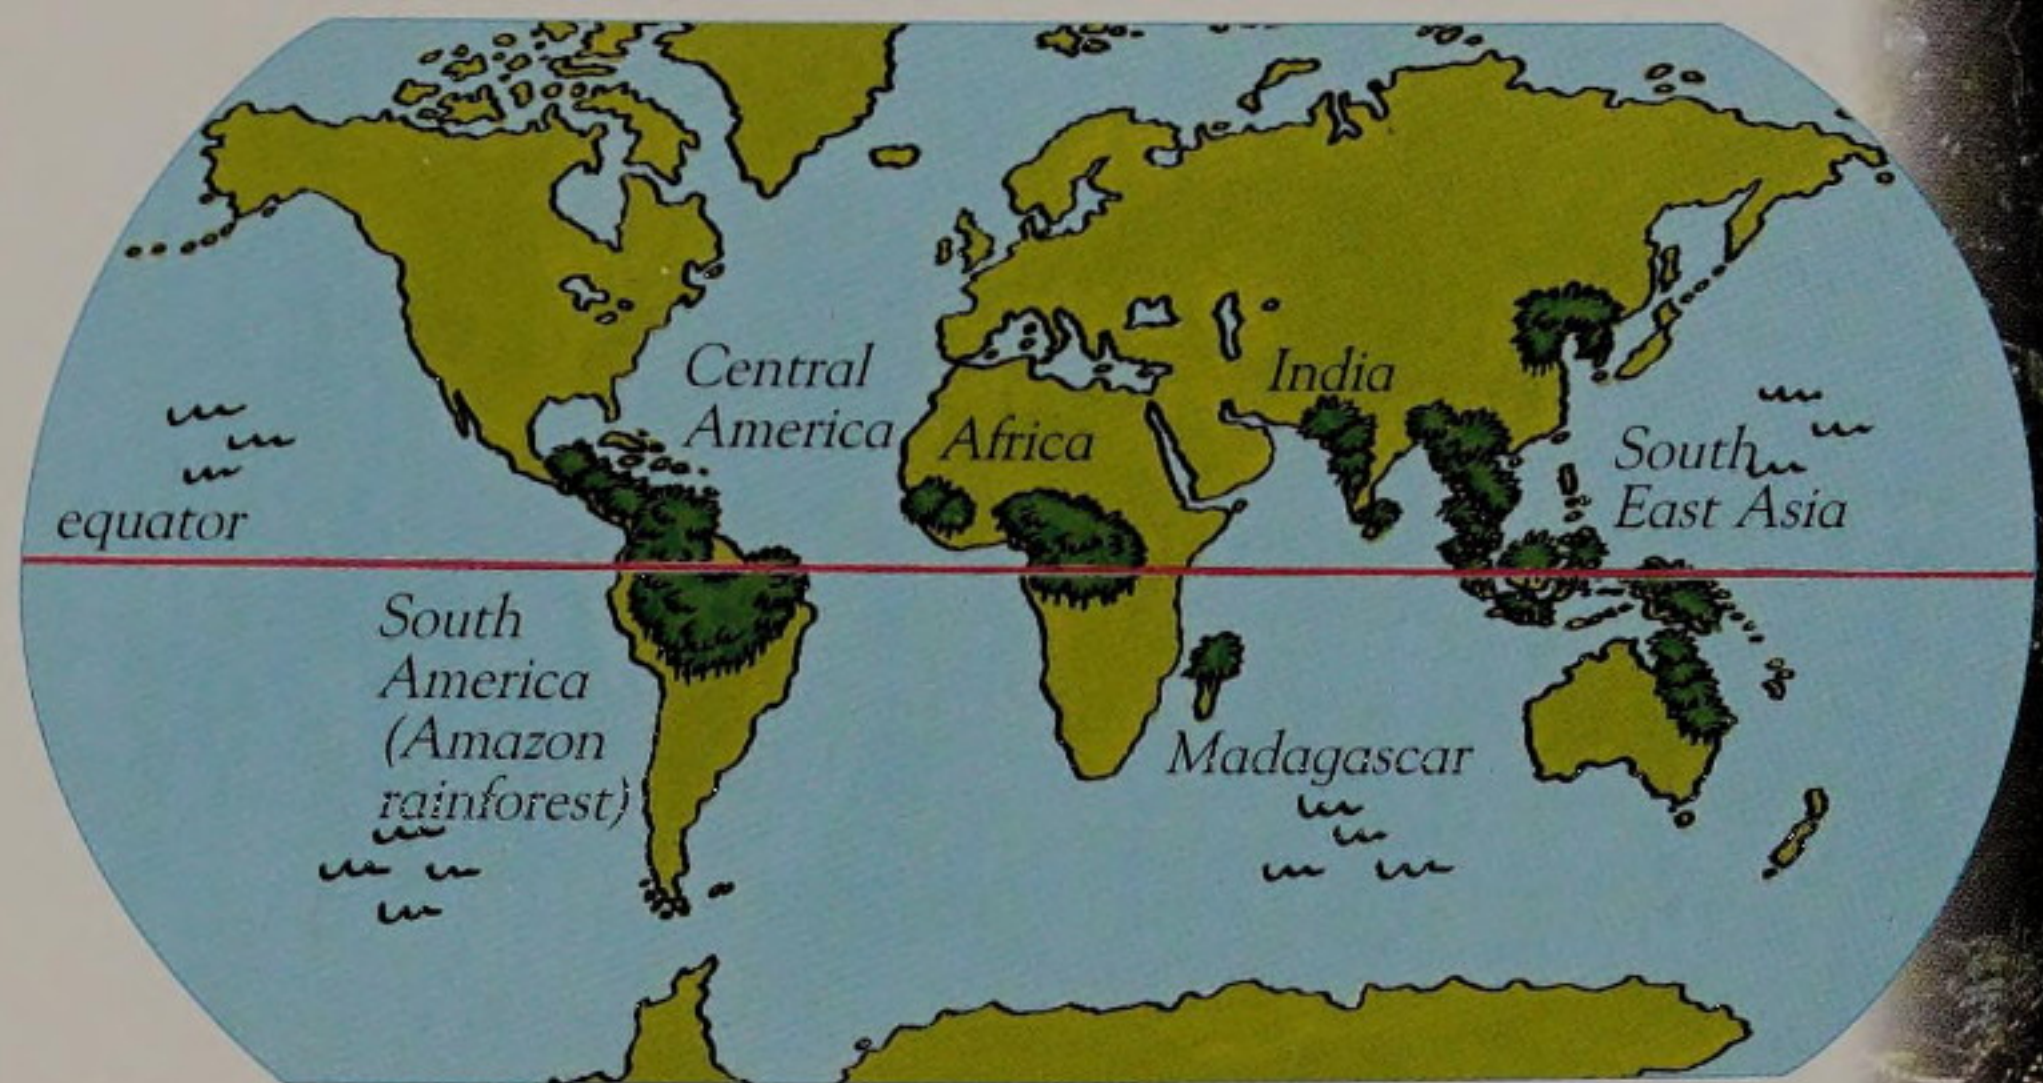 Central
America
India
Africa
South
East Asia
equator
South
America
(Amazon
rainforest)
Madagascar